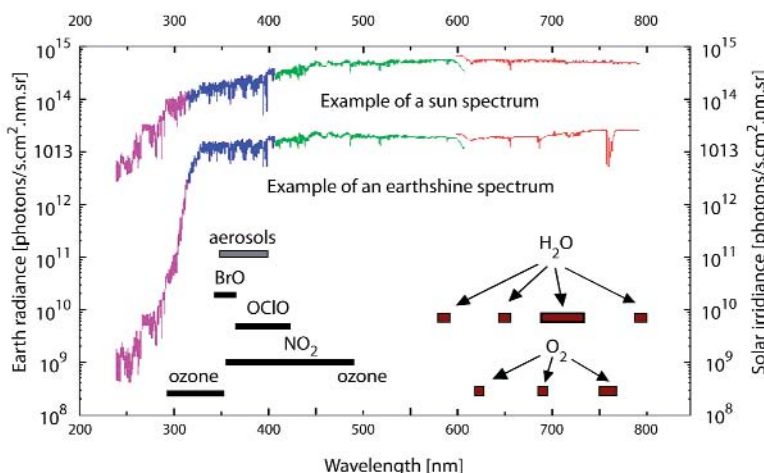 200 300 400 500 600 700 800
10^15 10^15
10^14 Example of a sun spectrum 10^14
1013 1013
Example of an earthshine spectrum
10^12 10^12
10^11 aerosols H₂O 10^11
BrO
10^10 OClO 10^10
NO₂ O₂
10^9 ozone ozone 10^9
10^8 10^8
200 300 400 500 600 700 800
Wavelength [nm]
Earth radiance [photons/s.cm².nm.sr]
Solar irridiance [photons/s.cm².nm.sr]